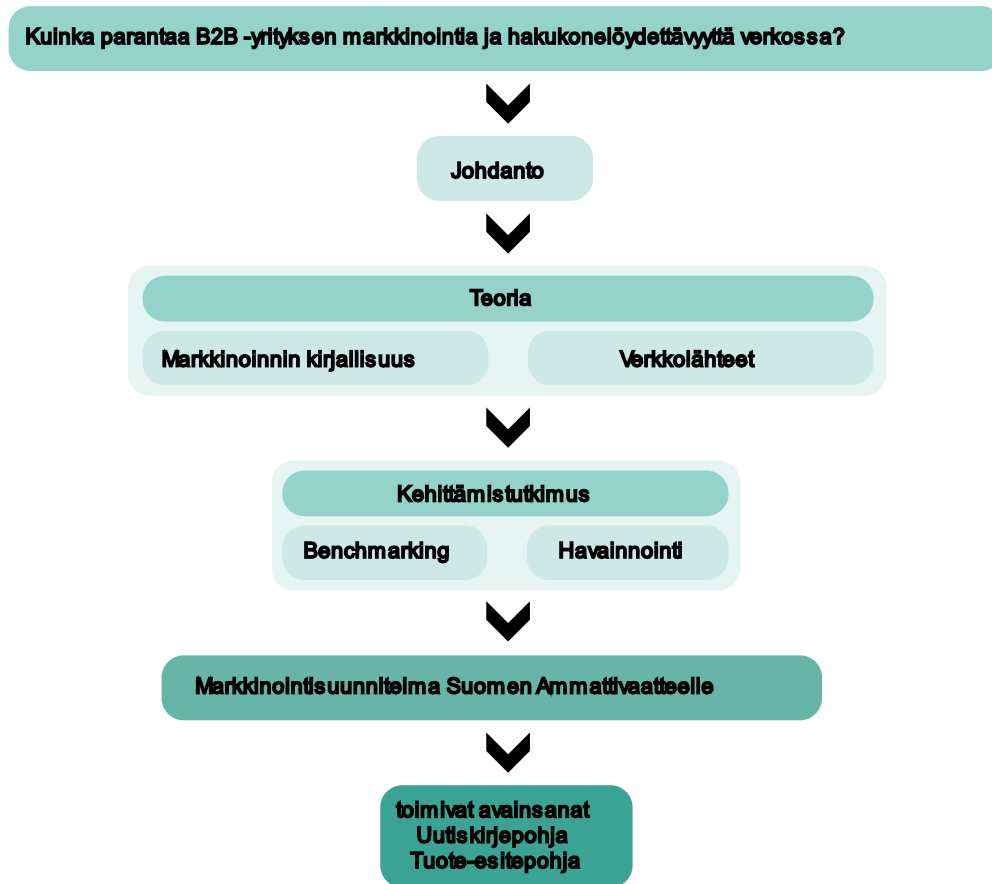 Kuinka parantaa B2B -yrityksen markkinointia ja hakukonelöydettävyyttä verkossa?
Johdanto
Teoria
Markkinoinnin kirjallisuus
Verkkolähteet
Kehittämistutkimus
Benchmarking
Havainnointi
Markkinointisuunnitelma Suomen Ammattivaatteelle
toimivat avainsanat
Uutiskirjepohja
Tuote-esitepohja